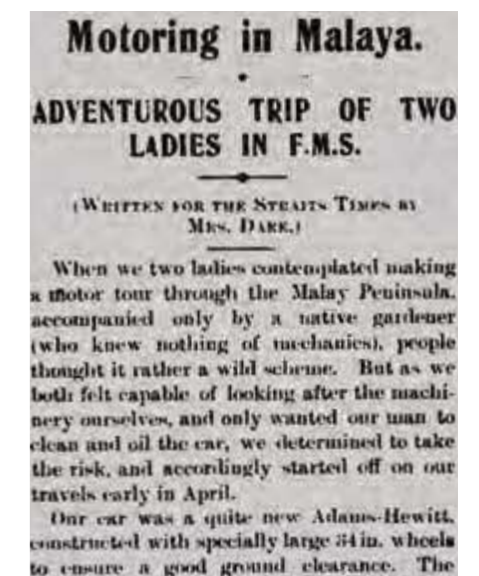 Motoring in Malaya.
ADVENTUROUS TRIP OF TWO
LADIES IN F.M.S.
(WRITTEN FOR THE STRAITS TIMES BY
MRS. DARE.)
When we two ladies contemplated making
a motor tour through the Malay Peninsula,
accompanied only by a native gardener
(who knew nothing of mechanics), people
thought it rather a wild scheme. But as we
both felt capable of looking after the machi-
nery ourselves, and only wanted our man to
clean and oil the car, we determined to take
the risk, and accordingly started off on our
travels early in April.
Our car was a quite new Adams-Hewitt,
constructed with specially large 34 in. wheels
to ensure a good ground clearance. The